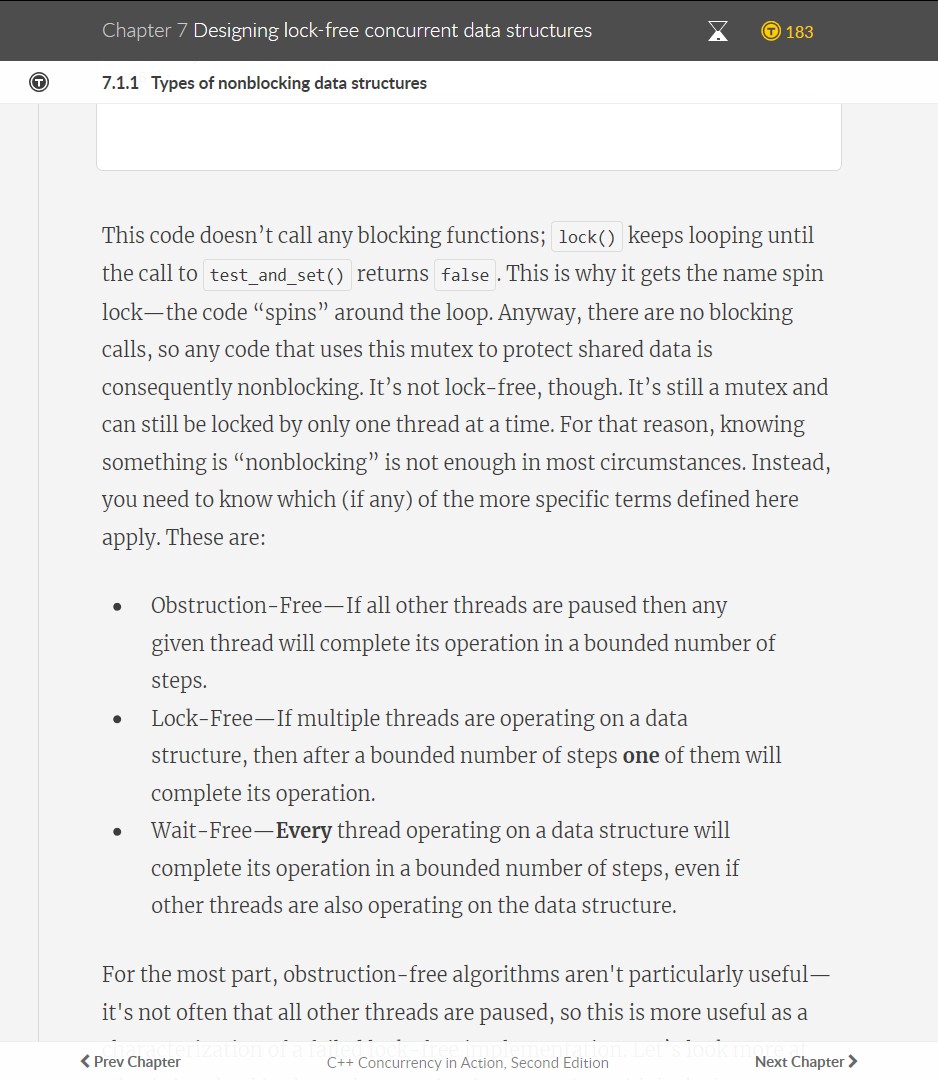 Chapter 7 Designing lock-free concurrent data structures
183
7.1.1 Types of nonblocking data structures
This code doesn’t call any blocking functions; lock() keeps looping until
the call to test_and_set() returns false. This is why it gets the name spin
lock—the code “spins” around the loop. Anyway, there are no blocking
calls, so any code that uses this mutex to protect shared data is
consequently nonblocking. It’s not lock-free, though. It’s still a mutex and
can still be locked by only one thread at a time. For that reason, knowing
something is “nonblocking” is not enough in most circumstances. Instead,
you need to know which (if any) of the more specific terms defined here
apply. These are:
• Obstruction-Free—If all other threads are paused then any
given thread will complete its operation in a bounded number of
steps.
• Lock-Free—If multiple threads are operating on a data
structure, then after a bounded number of steps one of them will
complete its operation.
• Wait-Free—Every thread operating on a data structure will
complete its operation in a bounded number of steps, even if
other threads are also operating on the data structure.
For the most part, obstruction-free algorithms aren't particularly useful—
it's not often that all other threads are paused, so this is more useful as a
characterization of a failed lock-free implementation. Let's look more at
Prev Chapter
C++ Concurrency in Action, Second Edition
Next Chapter